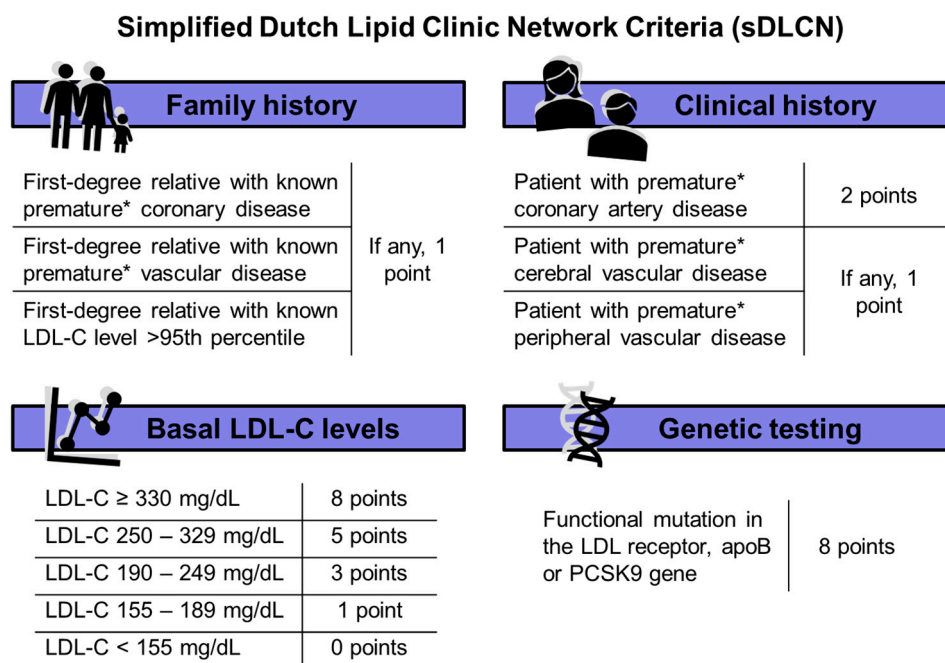 Simplified Dutch Lipid Clinic Network Criteria (sDLCN)
Family history
First-degree relative with known
premature* coronary disease
First-degree relative with known
premature* vascular disease
First-degree relative with known
LDL-C level >95th percentile
If any, 1
point
Clinical history
Patient with premature*
coronary artery disease
2 points
Patient with premature*
cerebral vascular disease
Patient with premature*
peripheral vascular disease
If any, 1
point
Basal LDL-C levels
LDL-C ≥ 330 mg/dL 8 points
LDL-C 250 – 329 mg/dL 5 points
LDL-C 190 – 249 mg/dL 3 points
LDL-C 155 – 189 mg/dL 1 point
LDL-C < 155 mg/dL 0 points
Genetic testing
Functional mutation in
the LDL receptor, apoB
or PCSK9 gene
8 points